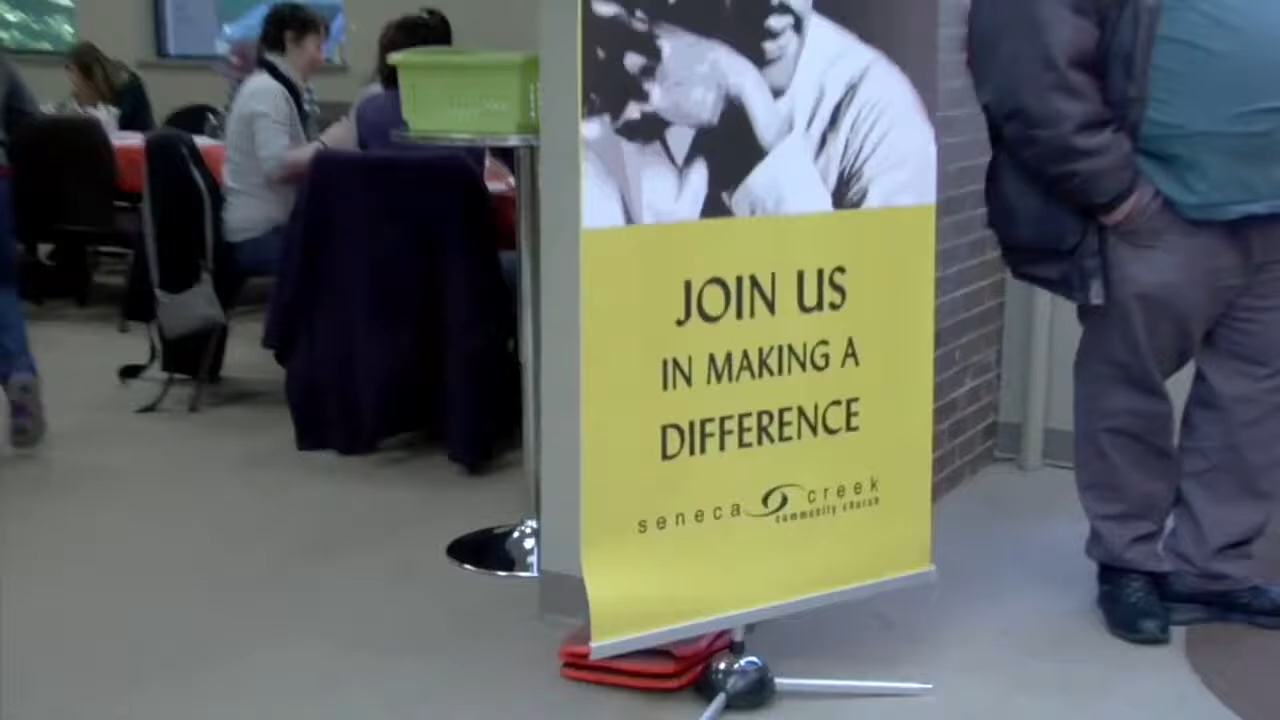 JOIN US
IN MAKING A
DIFFERENCE
seneca creek
community church